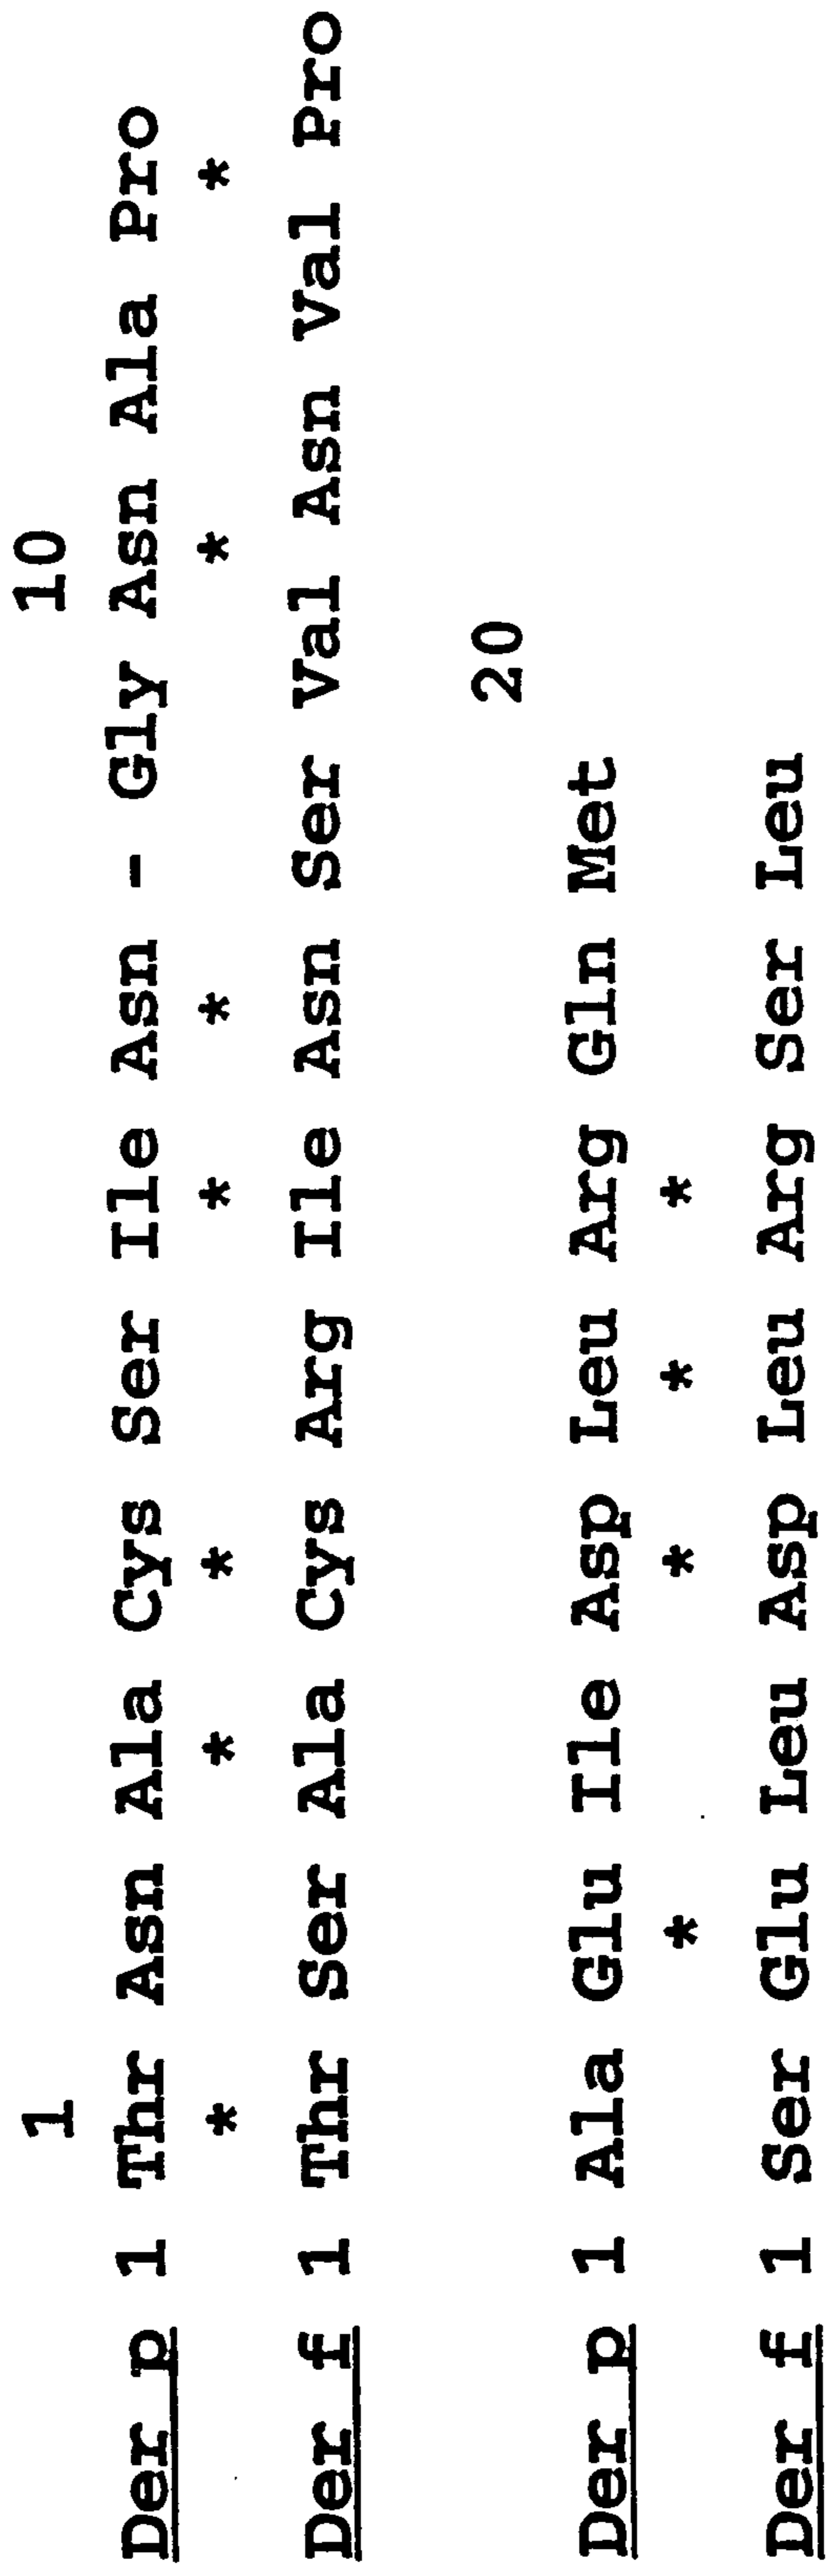 1 10
Der p 1 Thr Asn Ala Cys Ser Ile Asn - Gly Asn Ala Pro
* * * * * * *
Der f 1 Thr Ser Ala Cys Arg Ile Asn Ser Val Asn Val Pro
20
Der p 1 Ala Glu Ile Asp Leu Arg Gln Met
* * * *
Der f 1 Ser Glu Leu Asp Leu Arg Ser Leu